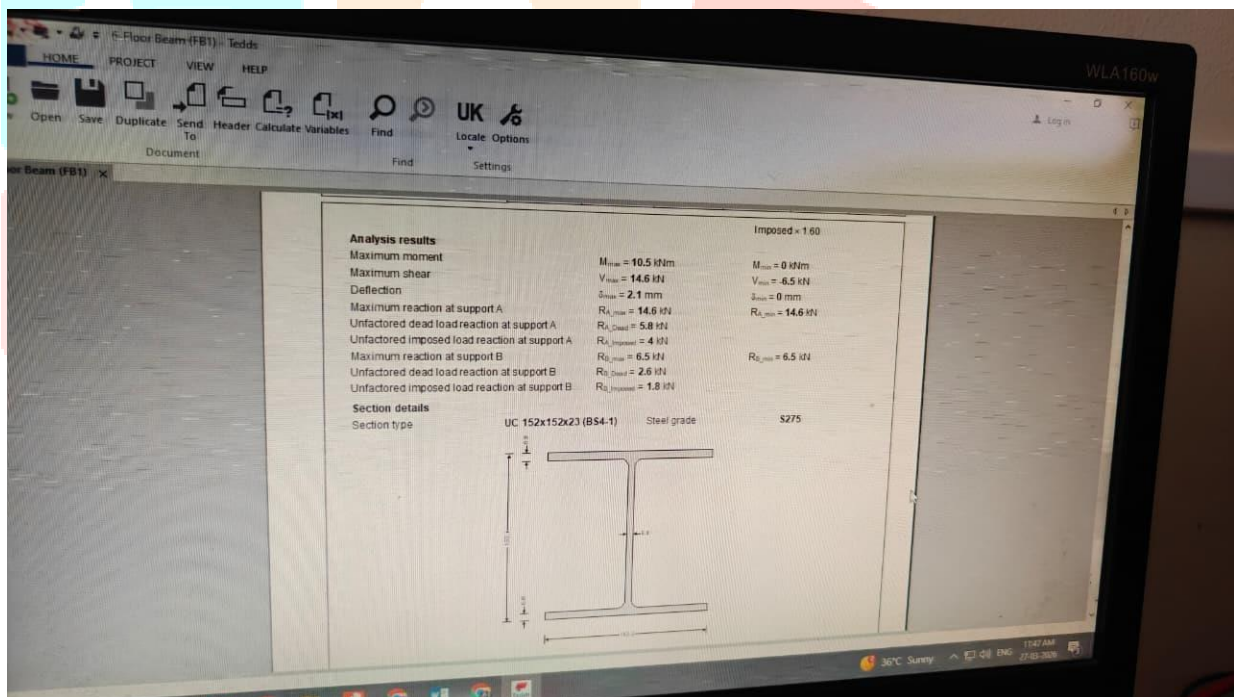 6-Floor Beam (FB1) - Tedds
WLA160w
HOME PROJECT VIEW HELP
Log in
Open Save Duplicate Send To Header Calculate Variables Find UK Locale Options
Document Find Settings
oor Beam (FB1) x
Imposed × 1.60
Analysis results
Maximum moment Mmax = 10.5 kNm Mmin = 0 kNm
Maximum shear Vmax = 14.6 kN Vmin = -6.5 kN
Deflection δmax = 2.1 mm δmin = 0 mm
Maximum reaction at support A RA_max = 14.6 kN RA_min = 14.6 kN
Unfactored dead load reaction at support A RA_Dead = 5.8 kN
Unfactored imposed load reaction at support A RA_Imposed = 4 kN
Maximum reaction at support B RB_max = 6.5 kN RB_min = 6.5 kN
Unfactored dead load reaction at support B RB_Dead = 2.6 kN
Unfactored imposed load reaction at support B RB_Imposed = 1.8 kN
Section details
Section type UC 152x152x23 (BS4-1) Steel grade S275
36°C Sunny ENG 11:47 AM
27-03-2026